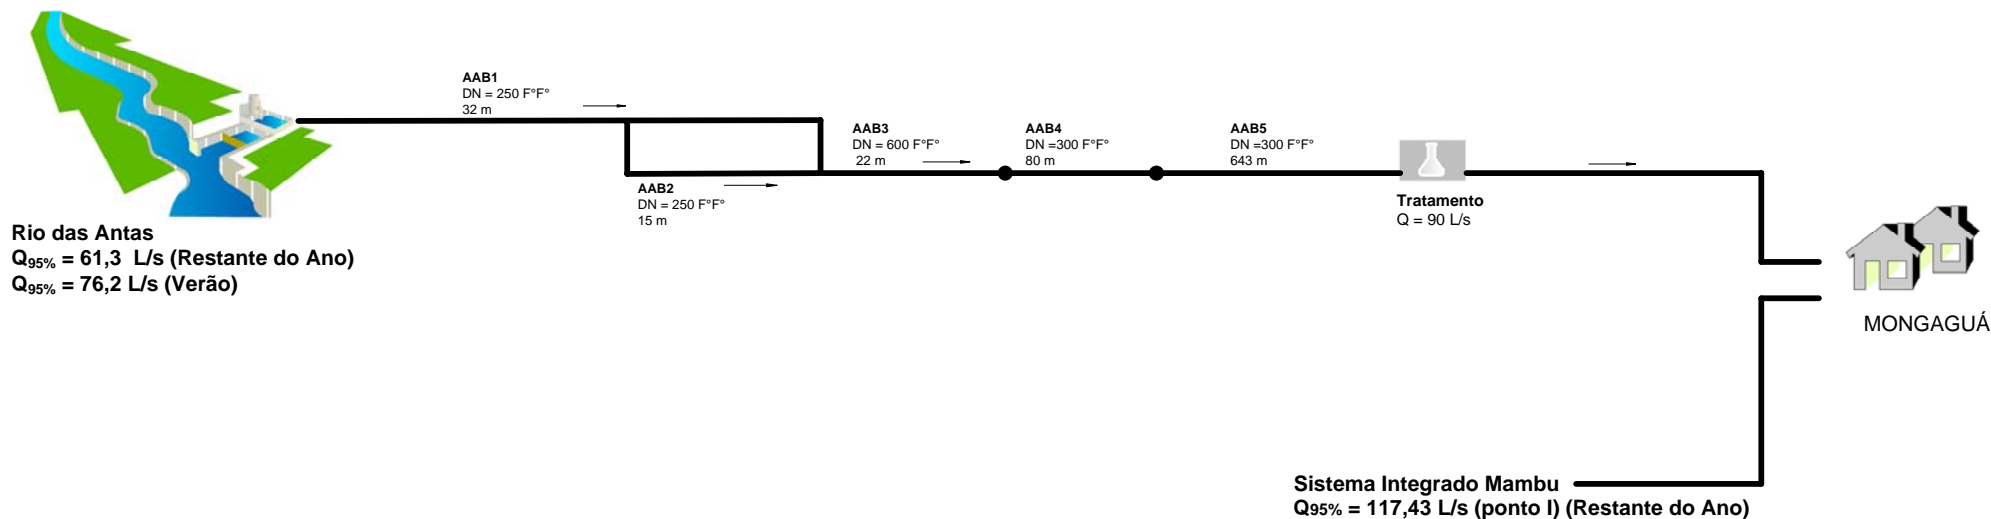 AAB1
DN = 250 F°F°
32 m
AAB2
DN = 250 F°F°
15 m
AAB3
DN = 600 F°F°
22 m
AAB4
DN =300 F°F°
80 m
AAB5
DN =300 F°F°
643 m
Tratamento
Q = 90 L/s
Rio das Antas
Q95% = 61,3 L/s (Restante do Ano)
Q95% = 76,2 L/s (Verão)
MONGAGUÁ
Sistema Integrado Mambu
Q95% = 117,43 L/s (ponto I) (Restante do Ano)